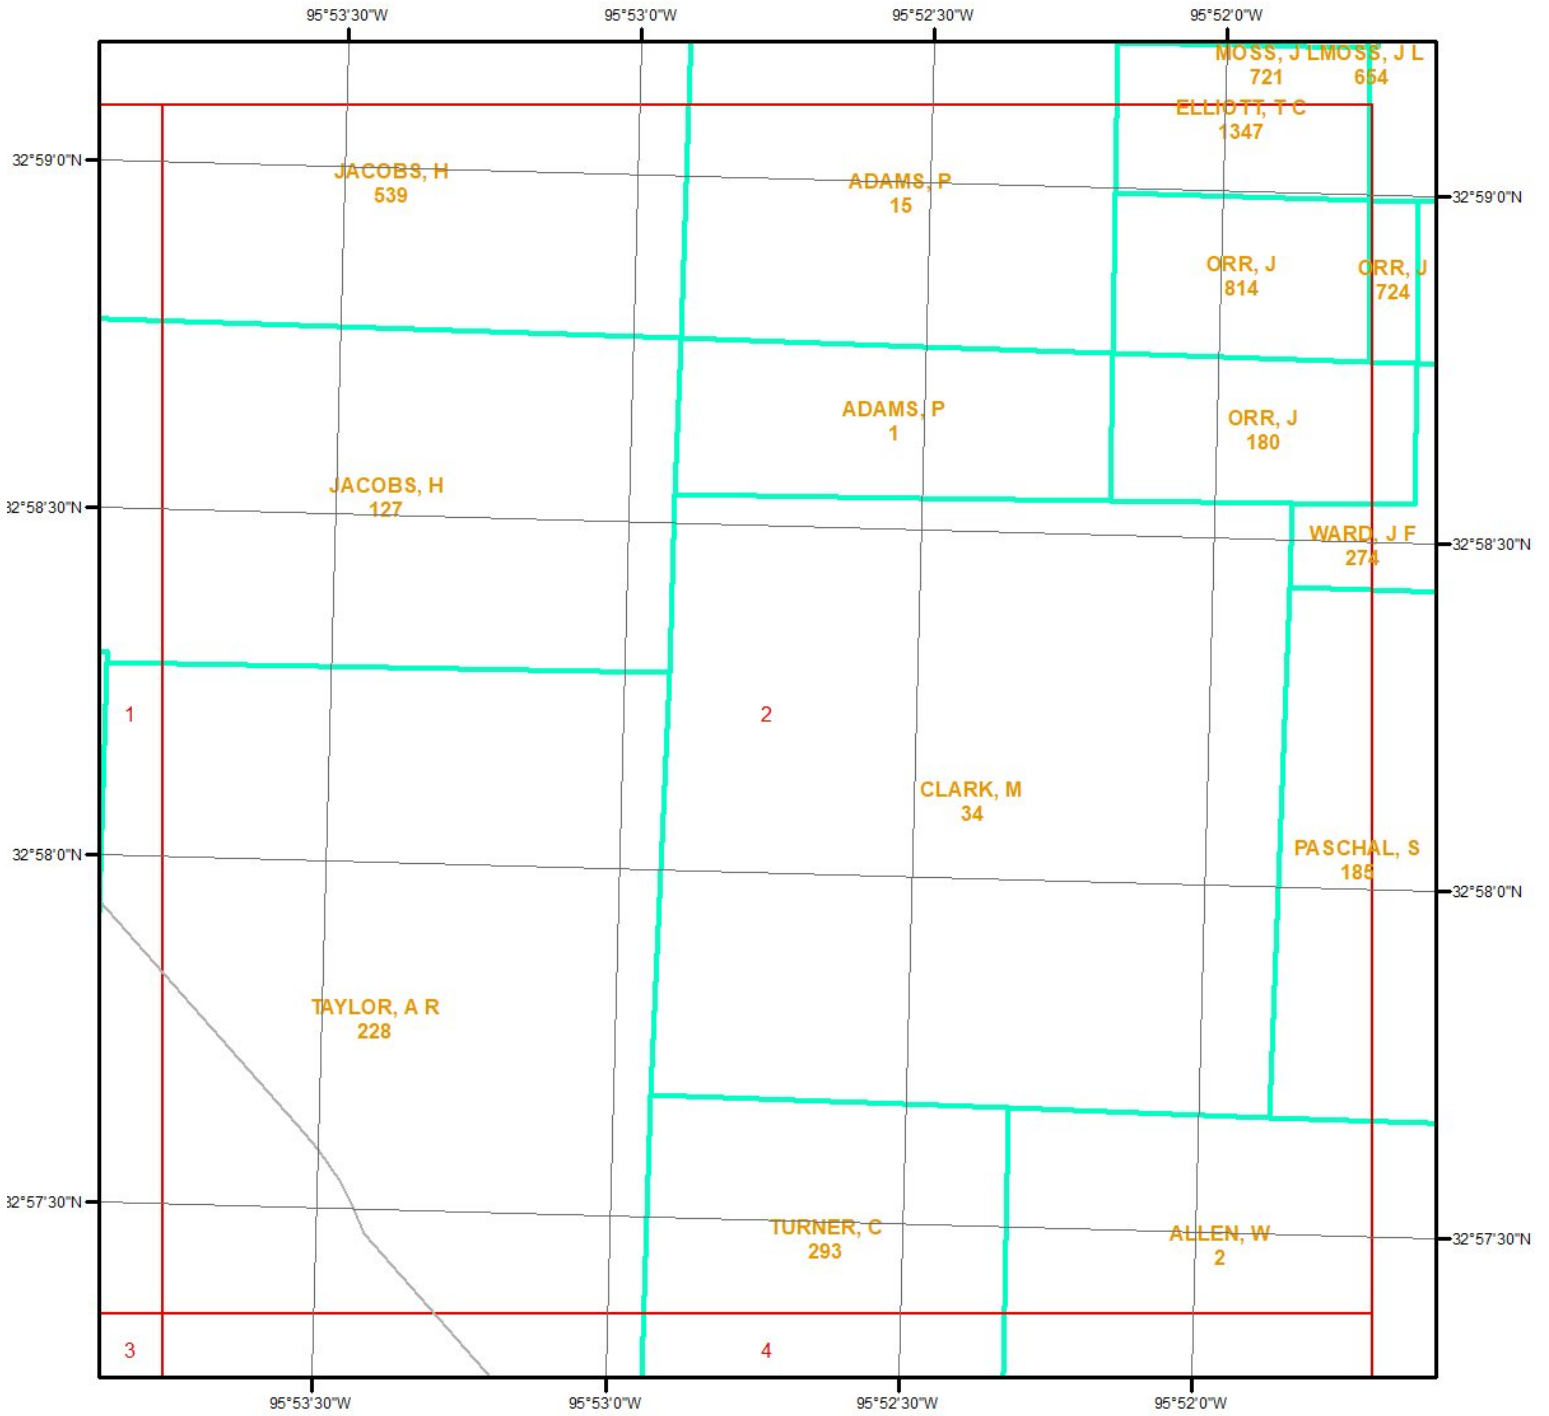 95°53'30"W 95°53'0"W 95°52'30"W 95°52'0"W
MOSS, J L MOSS, J L
721 654
ELLIOTT, T C
1347
32°59'0"N
JACOBS, H
539
ADAMS, P
15
32°59'0"N
ORR, J
814
ORR, J
724
ADAMS, P
1
ORR, J
180
JACOBS, H
127
32°58'30"N
WARD, J F
274
32°58'30"N
1
2
CLARK, M
34
32°58'0"N
PASCHAL, S
185
32°58'0"N
TAYLOR, A R
228
32°57'30"N
TURNER, C
293
ALLEN, W
2
32°57'30"N
3
4
95°53'30"W 95°53'0"W 95°52'30"W 95°52'0"W